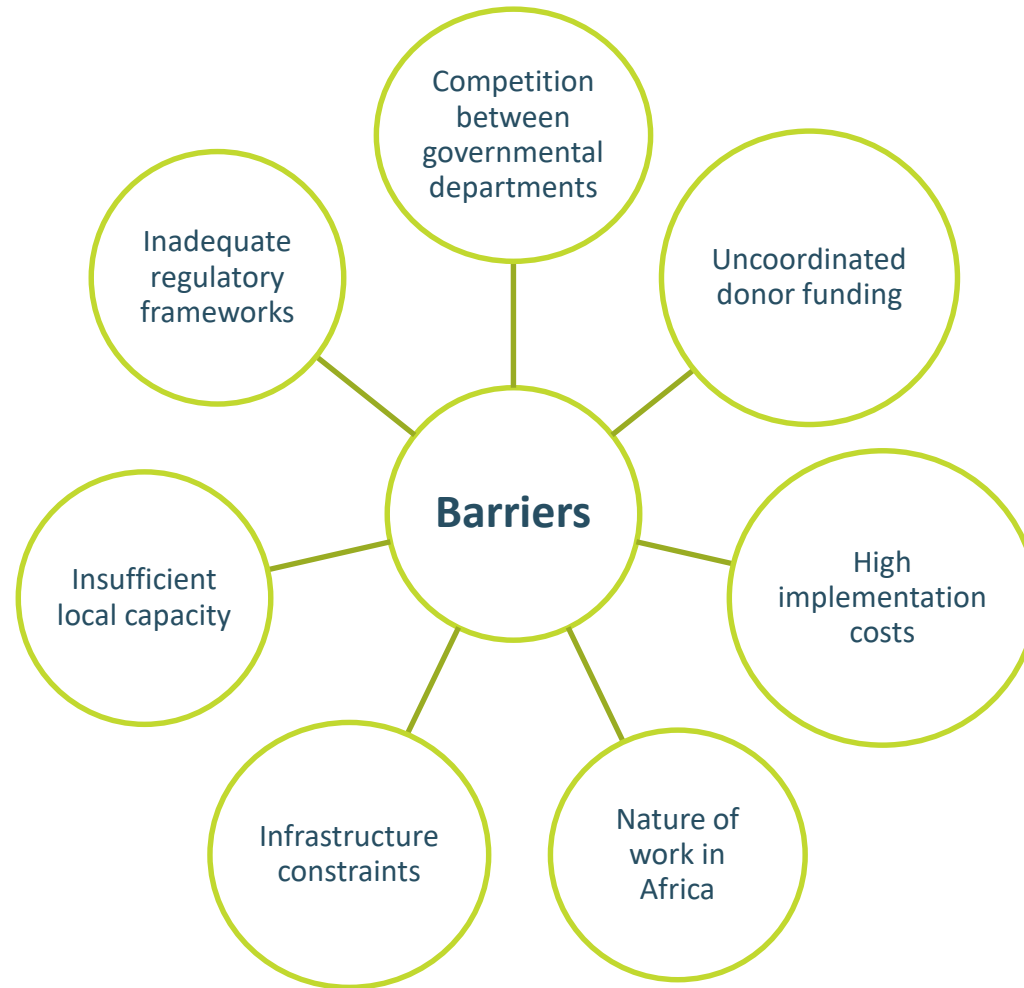 Competition
between
governmental
departments
Uncoordinated
donor funding
High
implementation
costs
Nature of
work in
Africa
Infrastructure
constraints
Insufficient
local capacity
Inadequate
regulatory
frameworks
Barriers